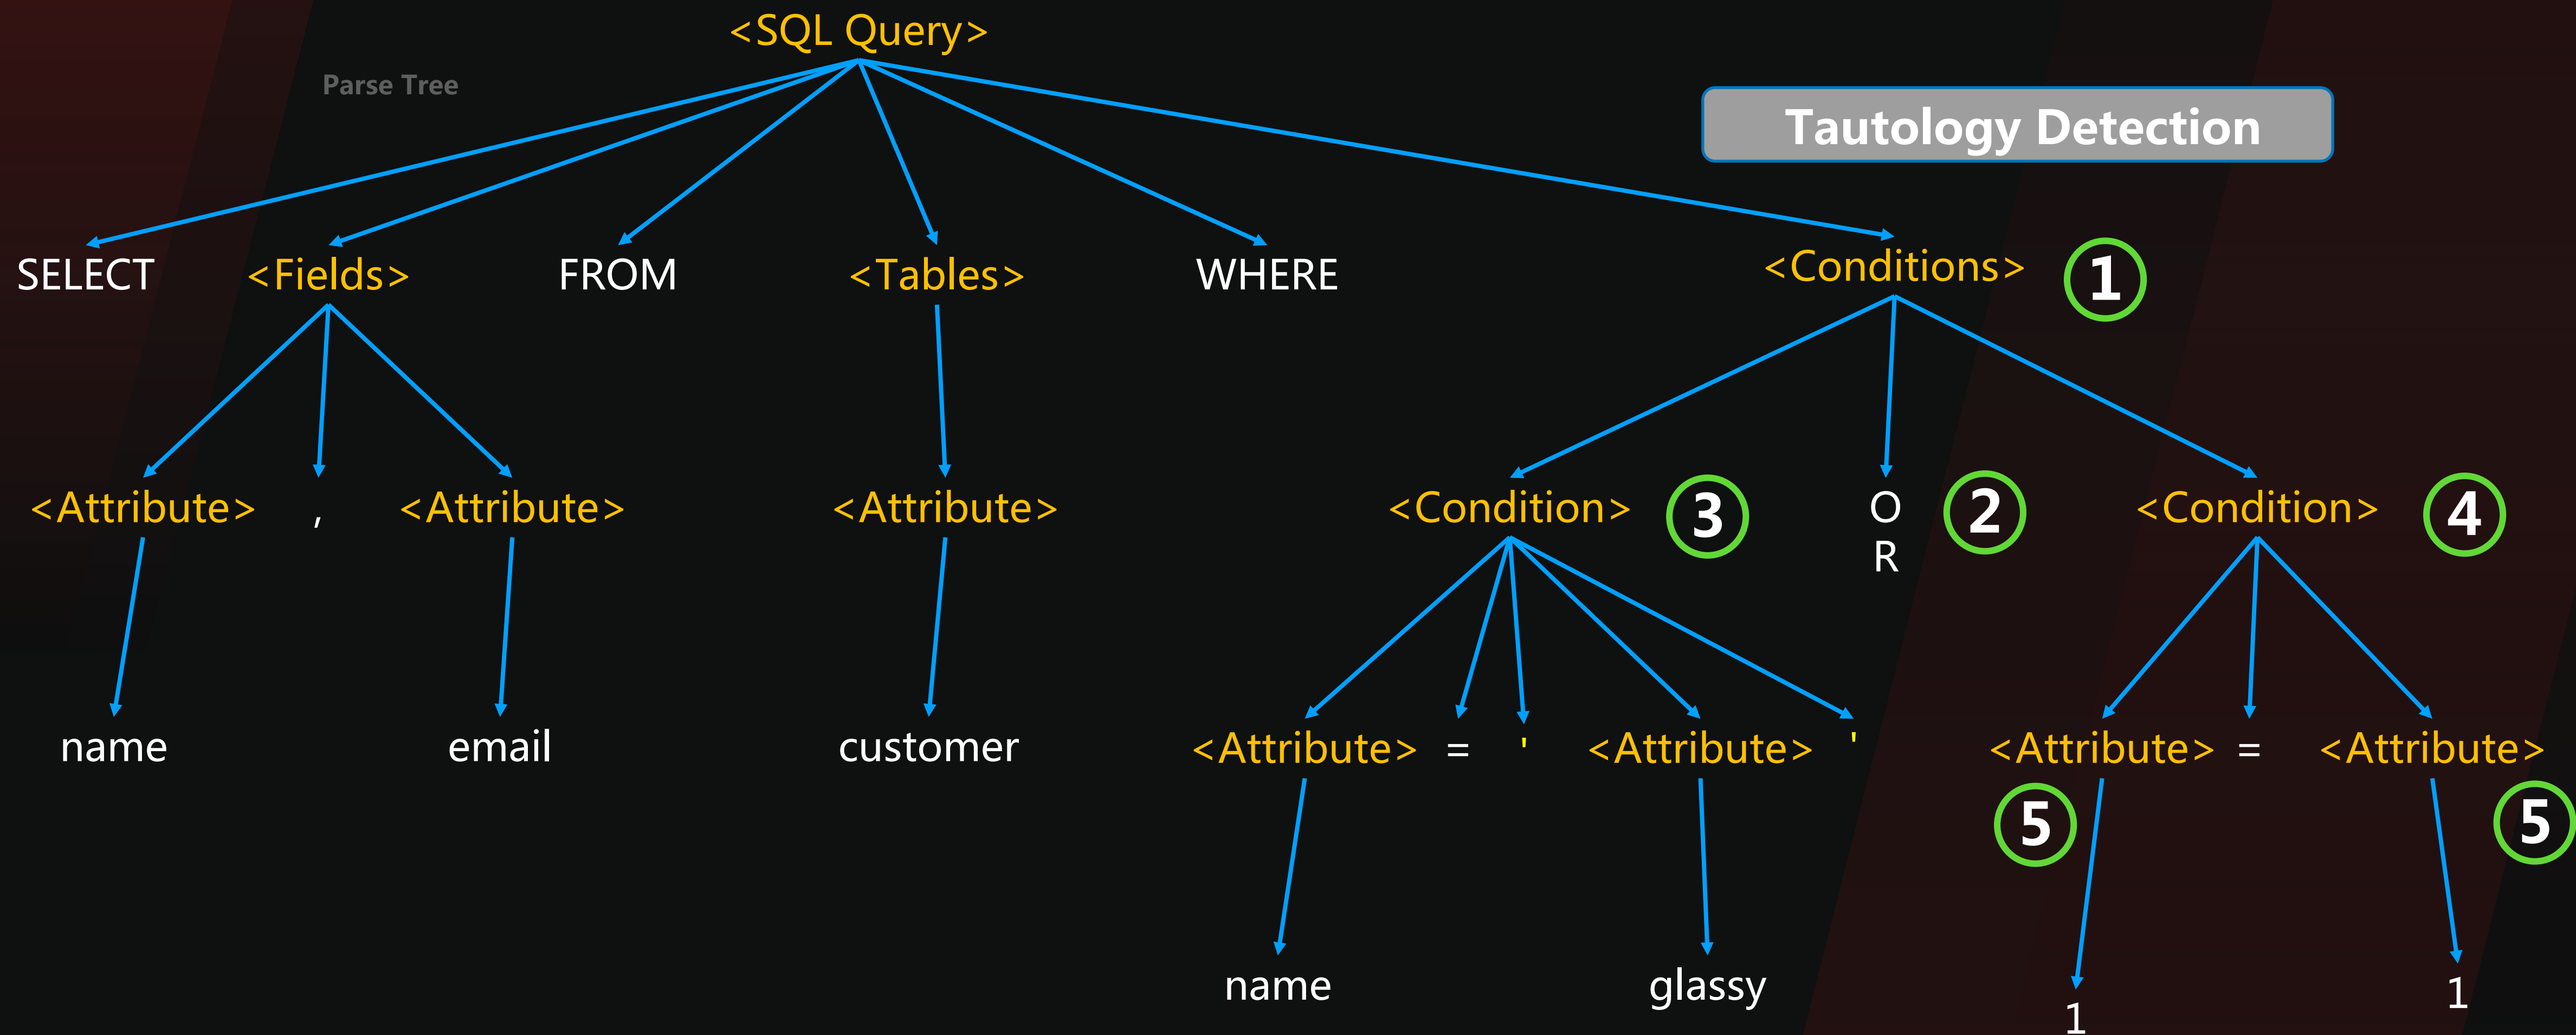 <SQL Query>
Parse Tree
Tautology Detection
SELECT <Fields> FROM <Tables> WHERE <Conditions> 1
<Attribute> , <Attribute> <Attribute> <Condition> 3 O 2 <Condition> 4
R
name email customer <Attribute> = ' <Attribute> ' <Attribute> = <Attribute>
5 5
name glassy 1
1